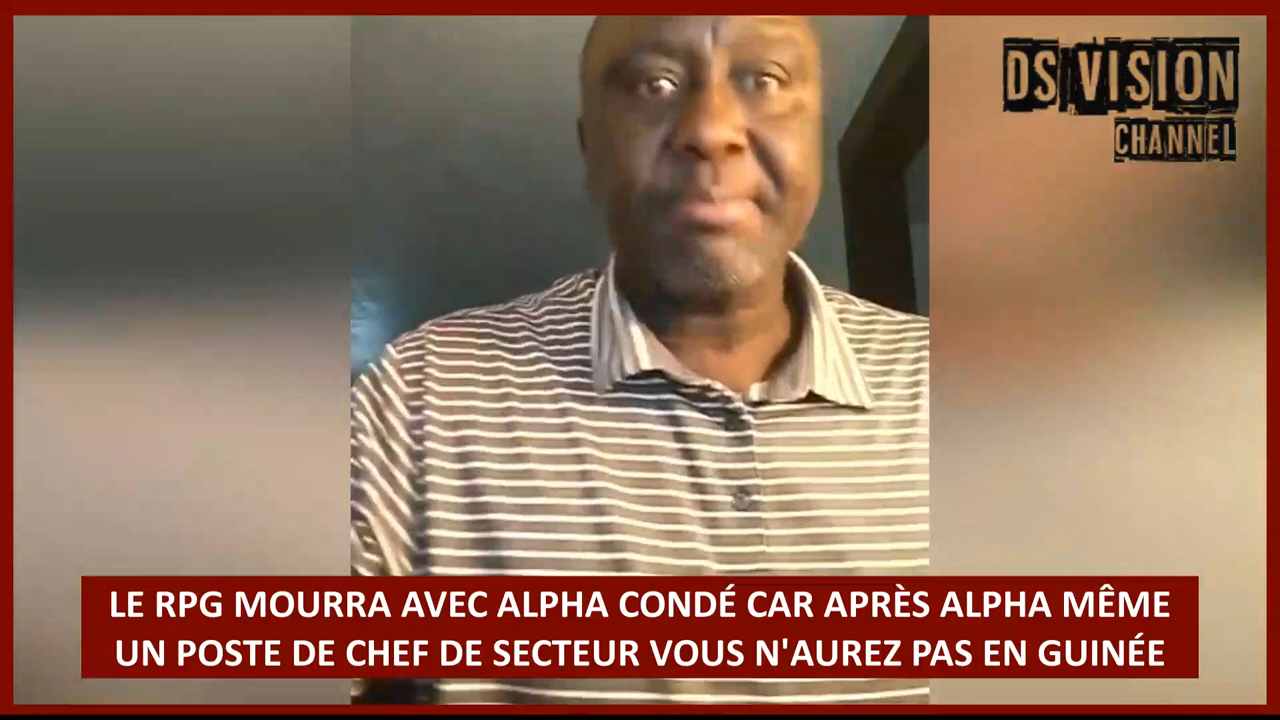 DS VISION
CHANNEL
LE RPG MOURRA AVEC ALPHA CONDÉ CAR APRÈS ALPHA MÊME
UN POSTE DE CHEF DE SECTEUR VOUS N'AUREZ PAS EN GUINÉE